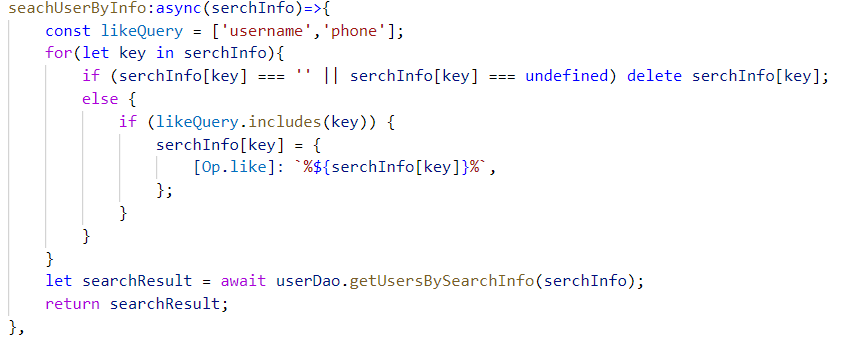 seachUserByInfo:async(serchInfo)=>{
    const likeQuery = ['username','phone'];
    for(let key in serchInfo){
        if (serchInfo[key] === '' || serchInfo[key] === undefined) delete serchInfo[key];
        else {
            if (likeQuery.includes(key)) {
                serchInfo[key] = {
                    [Op.like]: `%${serchInfo[key]}%`,
                };
            }
        }
    }
    let searchResult = await userDao.getUsersBySearchInfo(serchInfo);
    return searchResult;
},